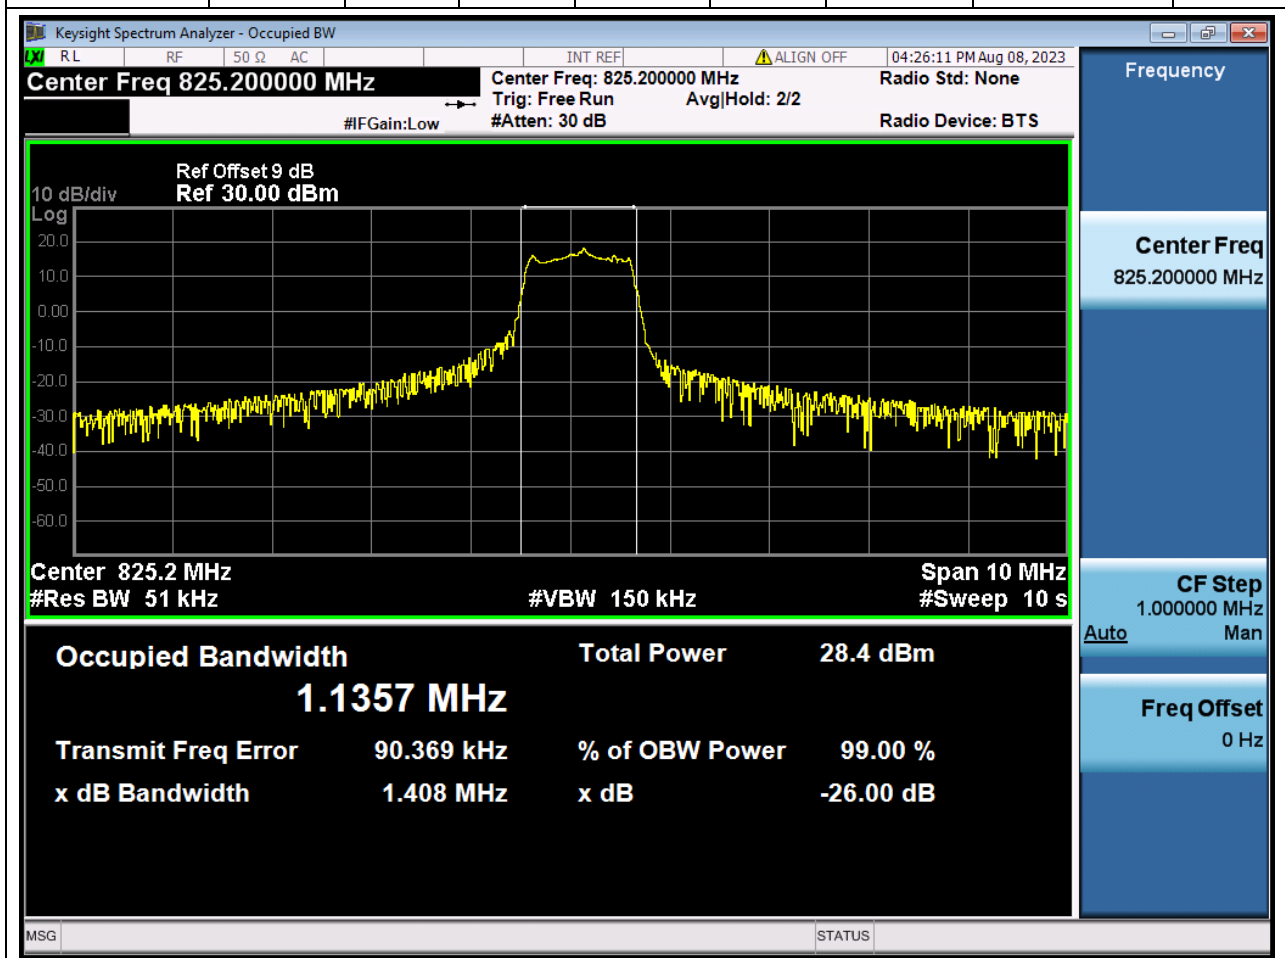 Keysight Spectrum Analyzer - Occupied BW
LXI RL RF 50 Ω AC INT REF ALIGN OFF 04:26:11 PM Aug 08, 2023
Center Freq 825.200000 MHz
Center Freq: 825.200000 MHz Radio Std: None
Trig: Free Run Avg|Hold: 2/2
#IFGain:Low #Atten: 30 dB Radio Device: BTS
Ref Offset 9 dB
10 dB/div Ref 30.00 dBm
Log
20.0
10.0
0.00
-10.0
-20.0
-30.0
-40.0
-50.0
-60.0
Center 825.2 MHz Span 10 MHz
#Res BW 51 kHz #VBW 150 kHz #Sweep 10 s
Occupied Bandwidth Total Power 28.4 dBm
1.1357 MHz
Transmit Freq Error 90.369 kHz % of OBW Power 99.00 %
x dB Bandwidth 1.408 MHz x dB -26.00 dB
Frequency
Center Freq
825.200000 MHz
CF Step
1.000000 MHz
Auto Man
Freq Offset
0 Hz
MSG STATUS